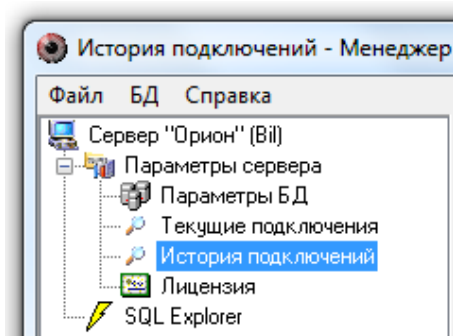 История подключений - Менеджер
Файл БД Справка
Сервер "Орион" (Bil)
Параметры сервера
Параметры БД
Текущие подключения
История подключений
Лицензия
SQL Explorer